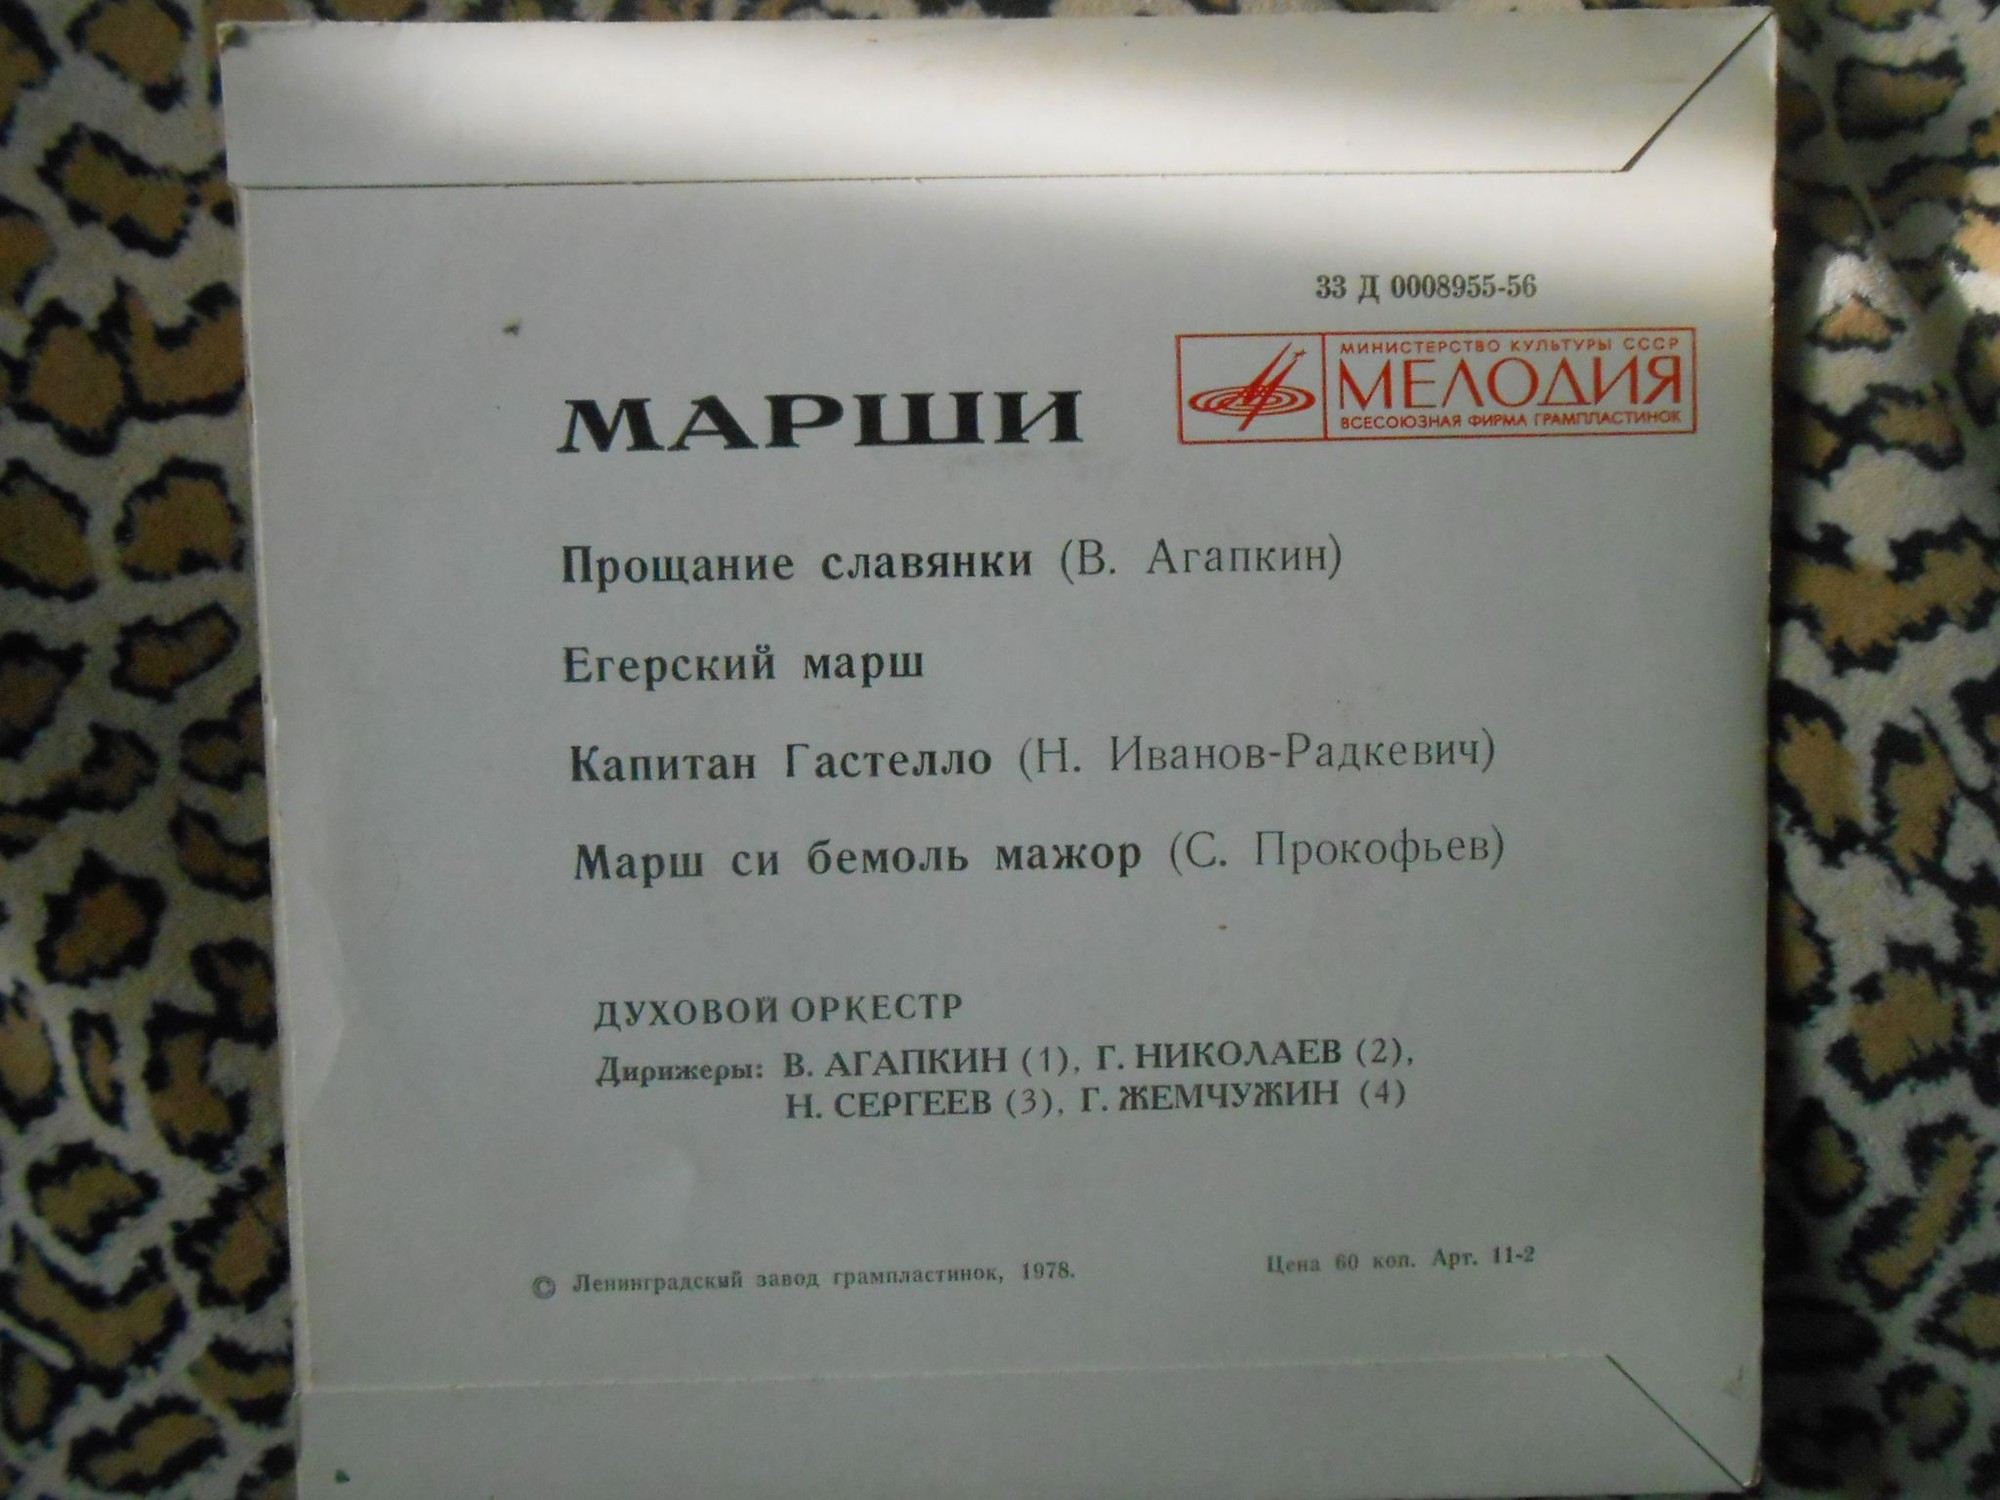 33 Д 0008955-56
МИНИСТЕРСТВО КУЛЬТУРЫ СССР
МЕЛОДИЯ
ВСЕСОЮЗНАЯ ФИРМА ГРАМПЛАСТИНОК
МАРШИ
Прощание славянки (В. Агапкин)
Егерский марш
Капитан Гастелло (Н. Иванов-Радкевич)
Марш си бемоль мажор (С. Прокофьев)
ДУХОВОЙ ОРКЕСТР
Дирижеры: В. АГАПКИН (1), Г. НИКОЛАЕВ (2),
Н. СЕРГЕЕВ (3), Г. ЖЕМЧУЖИН (4)
© Ленинградский завод грампластинок, 1978.
Цена 60 коп. Арт. 11-2